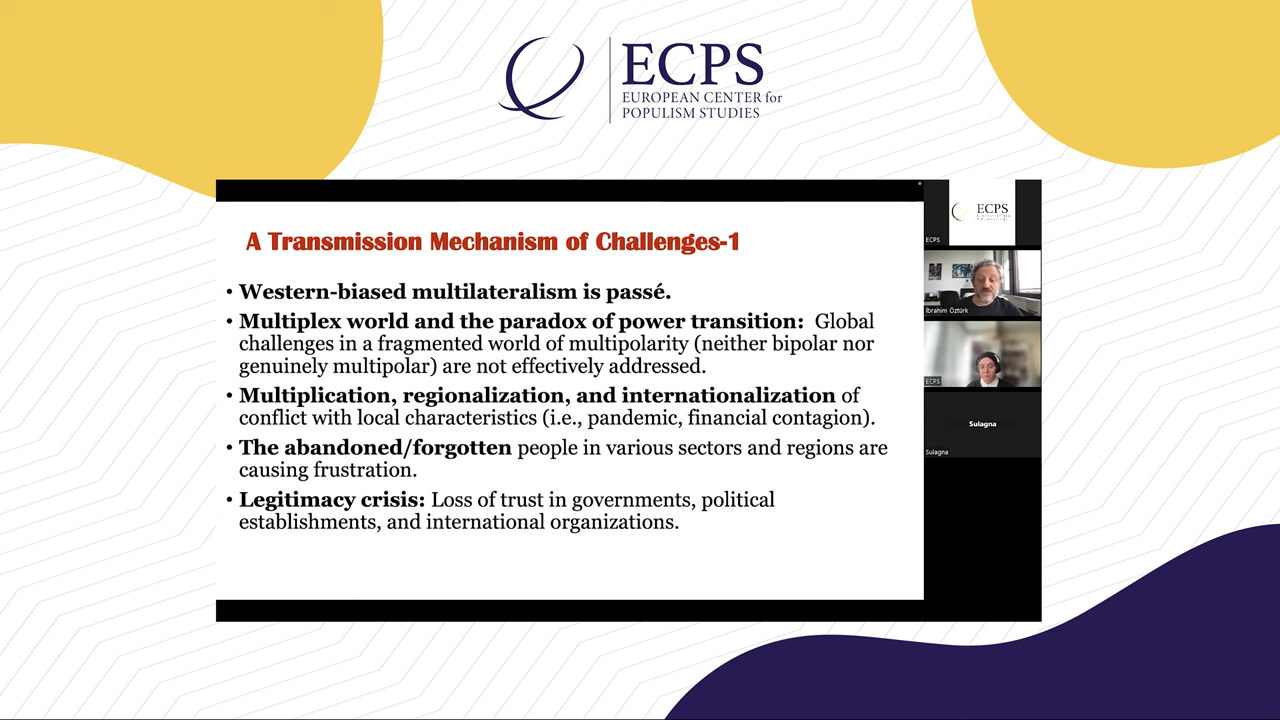 ECPS
EUROPEAN CENTER for
POPULISM STUDIES
A Transmission Mechanism of Challenges-1
• Western-biased multilateralism is passé.
• Multiplex world and the paradox of power transition: Global
challenges in a fragmented world of multipolarity (neither bipolar nor
genuinely multipolar) are not effectively addressed.
• Multiplication, regionalization, and internationalization of
conflict with local characteristics (i.e., pandemic, financial contagion).
• The abandoned/forgotten people in various sectors and regions are
causing frustration.
• Legitimacy crisis: Loss of trust in governments, political
establishments, and international organizations.
ECPS
ECPS
İbrahim Öztürk
ECPS
Sulagna
Sulagna